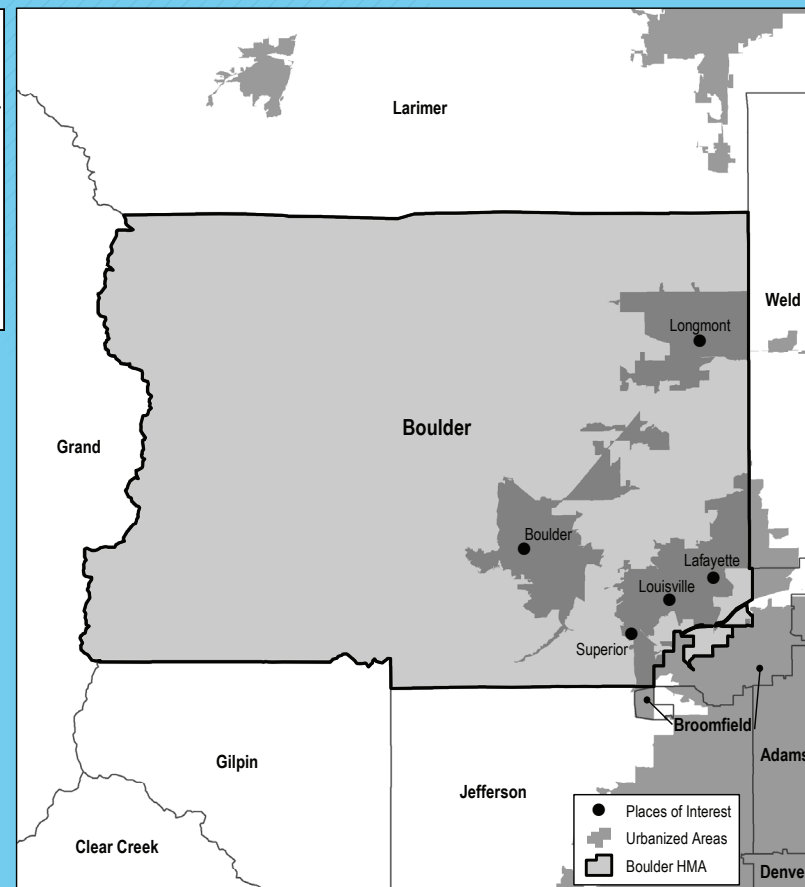 Larimer
Weld
Longmont
Boulder
Grand
Boulder
Lafayette
Louisville
Superior
Broomfield
Gilpin
Adams
Jefferson
Clear Creek
Places of Interest
Urbanized Areas
Boulder HMA
Denve